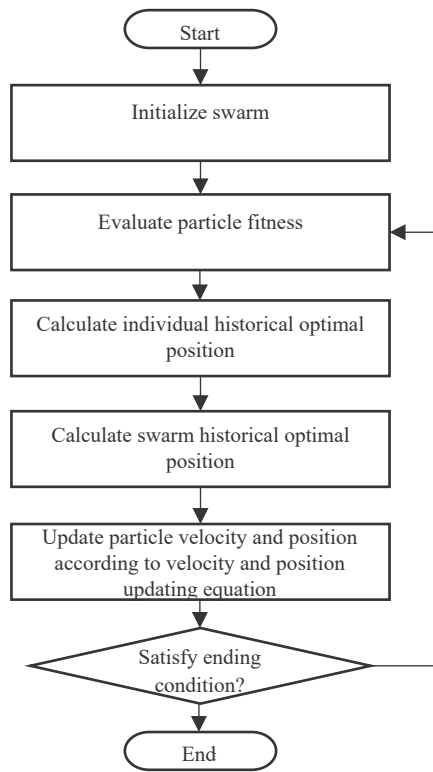 Start
Initialize swarm
Evaluate particle fitness
Calculate individual historical optimal
position
Calculate swarm historical optimal
position
Update particle velocity and position
according to velocity and position
updating equation
Satisfy ending
condition?
End